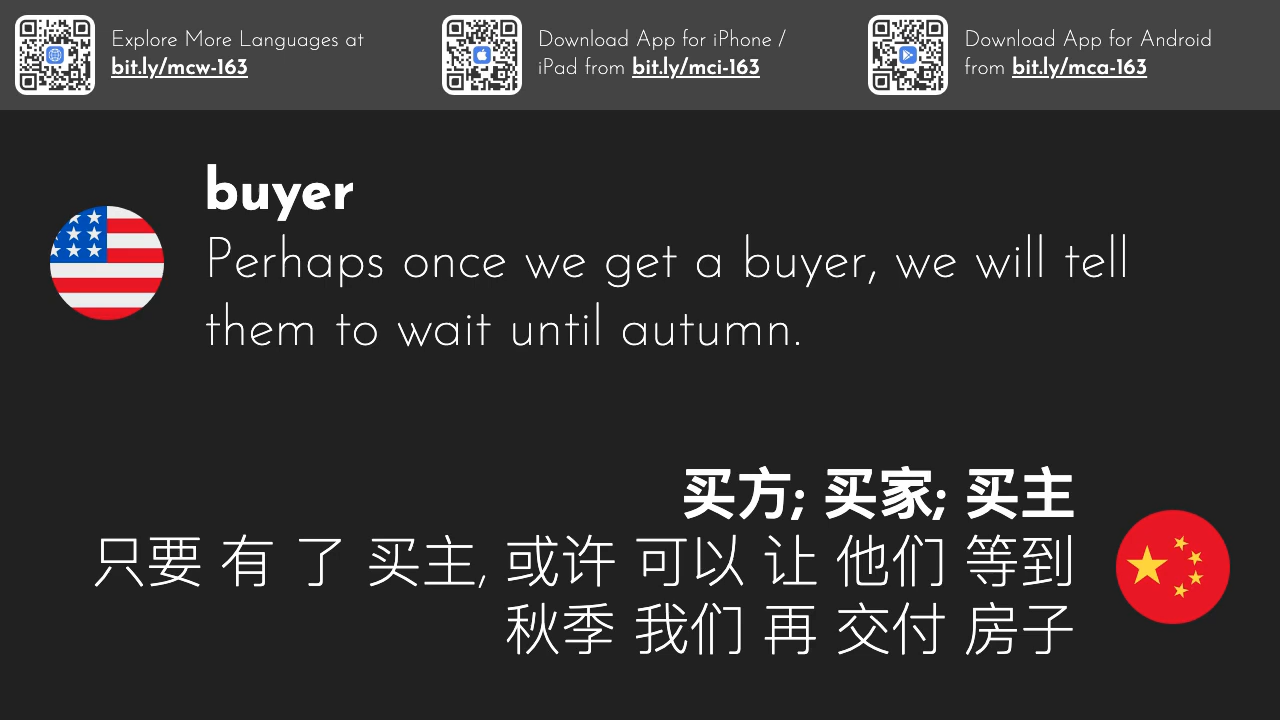 Explore More Languages at
bit.ly/mcw-163
Download App for iPhone /
iPad from bit.ly/mci-163
Download App for Android
from bit.ly/mca-163
buyer
Perhaps once we get a buyer, we will tell
them to wait until autumn.
买方; 买家; 买主
只要 有 了 买主, 或许 可以 让 他们 等到
秋季 我们 再 交付 房子